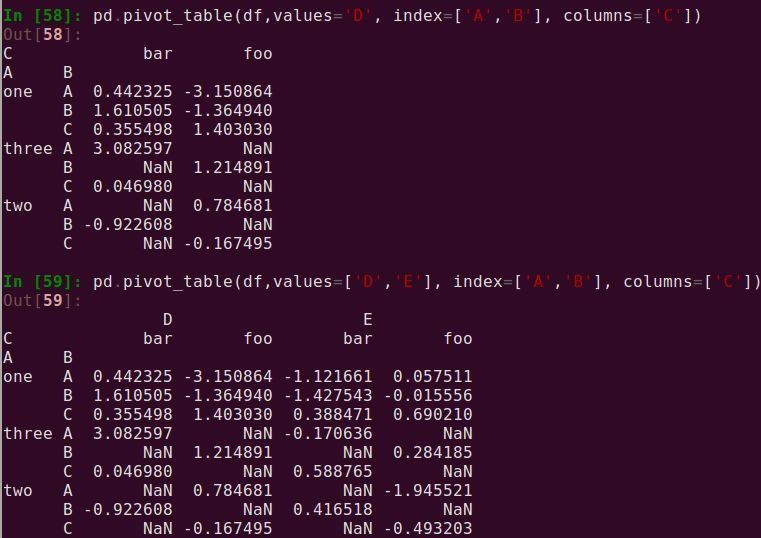 In [58]: pd.pivot_table(df,values='D', index=['A','B'], columns=['C'])
Out[58]:
C             bar       foo
A     B
one   A  0.442325 -3.150864
      B  1.610505 -1.364940
      C  0.355498  1.403030
three A  3.082597       NaN
      B       NaN  1.214891
      C  0.046980       NaN
two   A       NaN  0.784681
      B -0.922608       NaN
      C       NaN -0.167495
In [59]: pd.pivot_table(df,values=['D','E'], index=['A','B'], columns=['C'])
Out[59]:
                D                   E
C             bar       foo       bar       foo
A     B
one   A  0.442325 -3.150864 -1.121661  0.057511
      B  1.610505 -1.364940 -1.427543 -0.015556
      C  0.355498  1.403030  0.388471  0.690210
three A  3.082597       NaN -0.170636       NaN
      B       NaN  1.214891       NaN  0.284185
      C  0.046980       NaN  0.588765       NaN
two   A       NaN  0.784681       NaN -1.945521
      B -0.922608       NaN  0.416518       NaN
      C       NaN -0.167495       NaN -0.493203